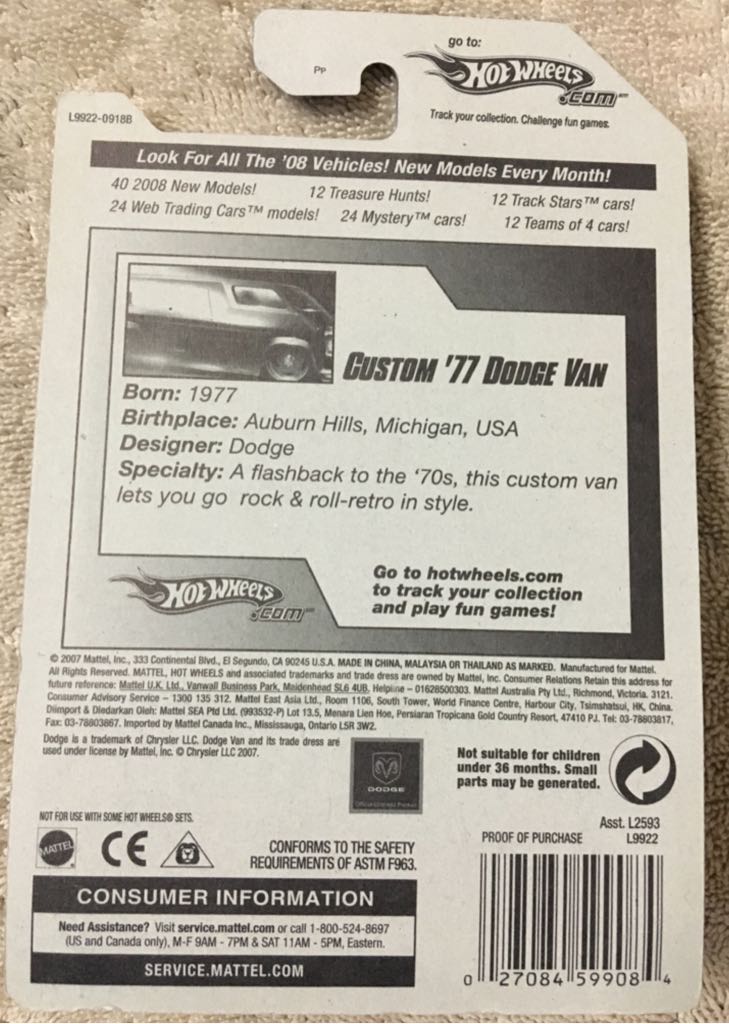 PP
go to:
HOT WHEELS
.COM™
Track your collection. Challenge fun games.
L9922-0918B
Look For All The '08 Vehicles! New Models Every Month!
40 2008 New Models! 12 Treasure Hunts! 12 Track Stars™ cars!
24 Web Trading Cars™ models! 24 Mystery™ cars! 12 Teams of 4 cars!
CUSTOM '77 DODGE VAN
Born: 1977
Birthplace: Auburn Hills, Michigan, USA
Designer: Dodge
Specialty: A flashback to the '70s, this custom van
lets you go rock & roll-retro in style.
HOT WHEELS
.COM™
Go to hotwheels.com
to track your collection
and play fun games!
© 2007 Mattel, Inc., 333 Continental Blvd., El Segundo, CA 90245 U.S.A. MADE IN CHINA, MALAYSIA OR THAILAND AS MARKED. Manufactured for Mattel.
All Rights Reserved. MATTEL, HOT WHEELS and associated trademarks and trade dress are owned by Mattel, Inc. Consumer Relations Retain this address for
future reference: Mattel U.K. Ltd., Vanwall Business Park, Maidenhead SL6 4UB. Helpline – 01628500303. Mattel Australia Pty Ltd., Richmond, Victoria. 3121.
Consumer Advisory Service – 1300 135 312. Mattel East Asia Ltd., Room 1106, South Tower, World Finance Centre, Harbour City, Tsimshatsui, HK, China.
Diimport & Diedarkan Oleh: Mattel SEA Ptd Ltd. (993532-P) Lot 13.5, Menara Lien Hoe, Persiaran Tropicana Gold Country Resort, 47410 PJ. Tel: 03-78803817,
Fax: 03-78803867. Imported by Mattel Canada Inc., Mississauga, Ontario L5R 3W2.
Dodge is a trademark of Chrysler LLC. Dodge Van and its trade dress are
used under license by Mattel, Inc. © Chrysler LLC 2007.
DODGE
Official Licensed Product
Not suitable for children
under 36 months. Small
parts may be generated.
NOT FOR USE WITH SOME HOT WHEELS® SETS.
MATTEL
CE
CONFORMS TO THE SAFETY
REQUIREMENTS OF ASTM F963.
Asst. L2593
PROOF OF PURCHASE L9922
CONSUMER INFORMATION
Need Assistance? Visit service.mattel.com or call 1-800-524-8697
(US and Canada only), M-F 9AM - 7PM & SAT 11AM - 5PM, Eastern.
SERVICE.MATTEL.COM
0 27084 59908 4